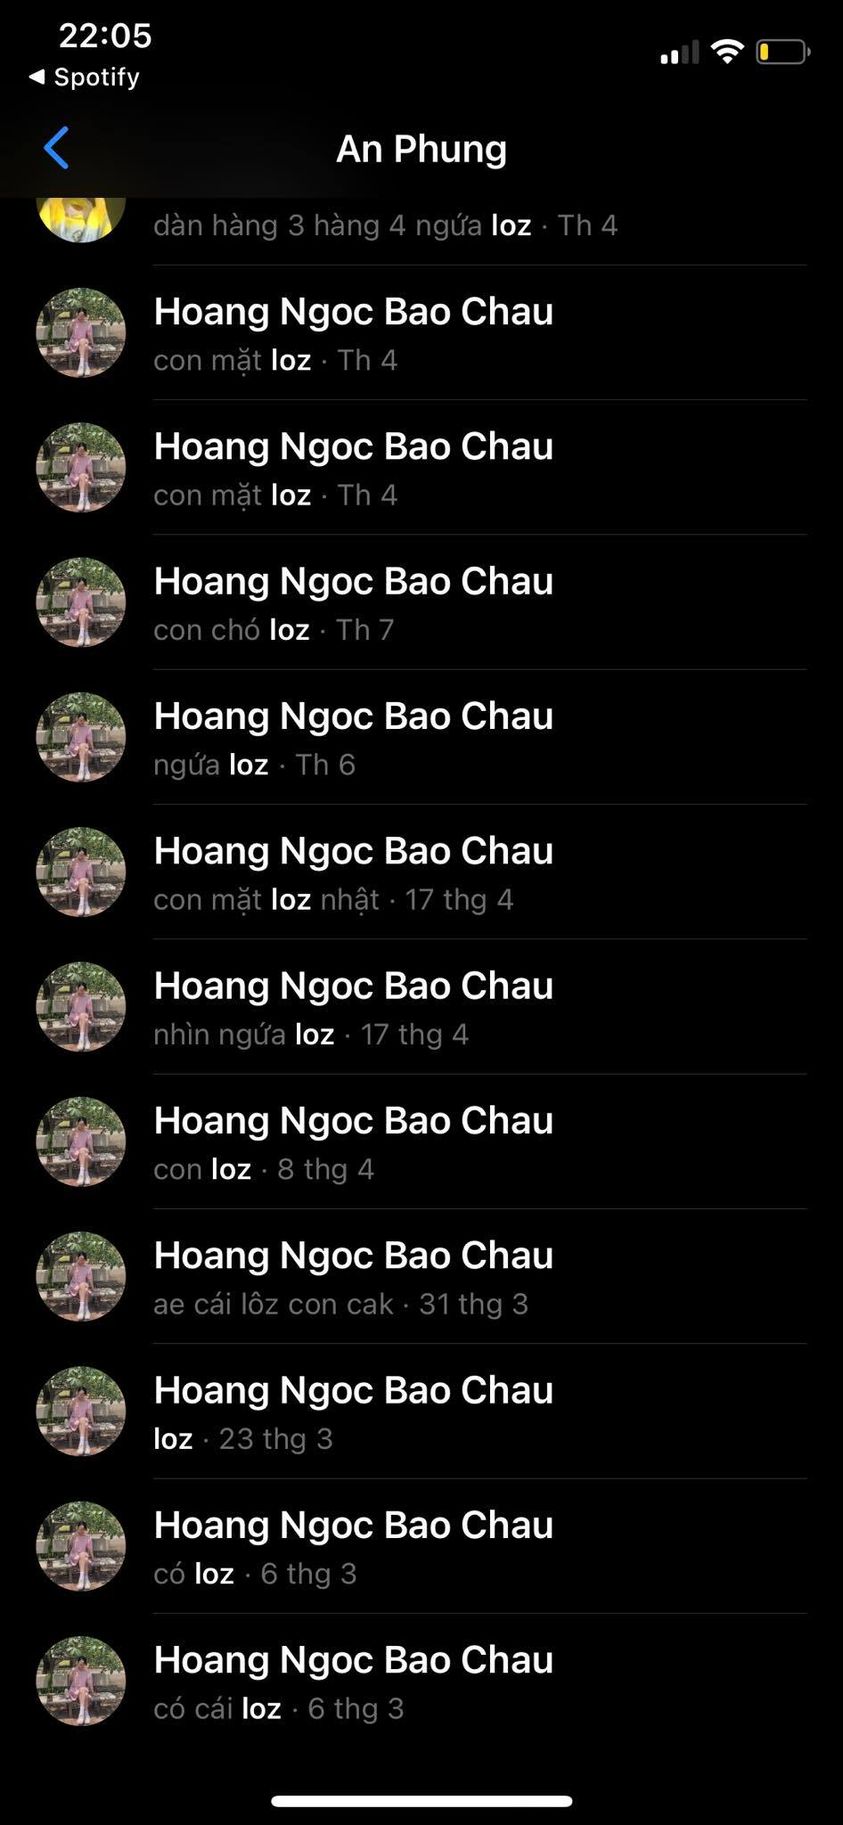 22:05
◀ Spotify
An Phung
dàn hàng 3 hàng 4 ngứa loz · Th 4
Hoang Ngoc Bao Chau
con mặt loz · Th 4
Hoang Ngoc Bao Chau
con mặt loz · Th 4
Hoang Ngoc Bao Chau
con chó loz · Th 7
Hoang Ngoc Bao Chau
ngứa loz · Th 6
Hoang Ngoc Bao Chau
con mặt loz nhật · 17 thg 4
Hoang Ngoc Bao Chau
nhìn ngứa loz · 17 thg 4
Hoang Ngoc Bao Chau
con loz · 8 thg 4
Hoang Ngoc Bao Chau
ae cái lôz con cak · 31 thg 3
Hoang Ngoc Bao Chau
loz · 23 thg 3
Hoang Ngoc Bao Chau
có loz · 6 thg 3
Hoang Ngoc Bao Chau
có cái loz · 6 thg 3